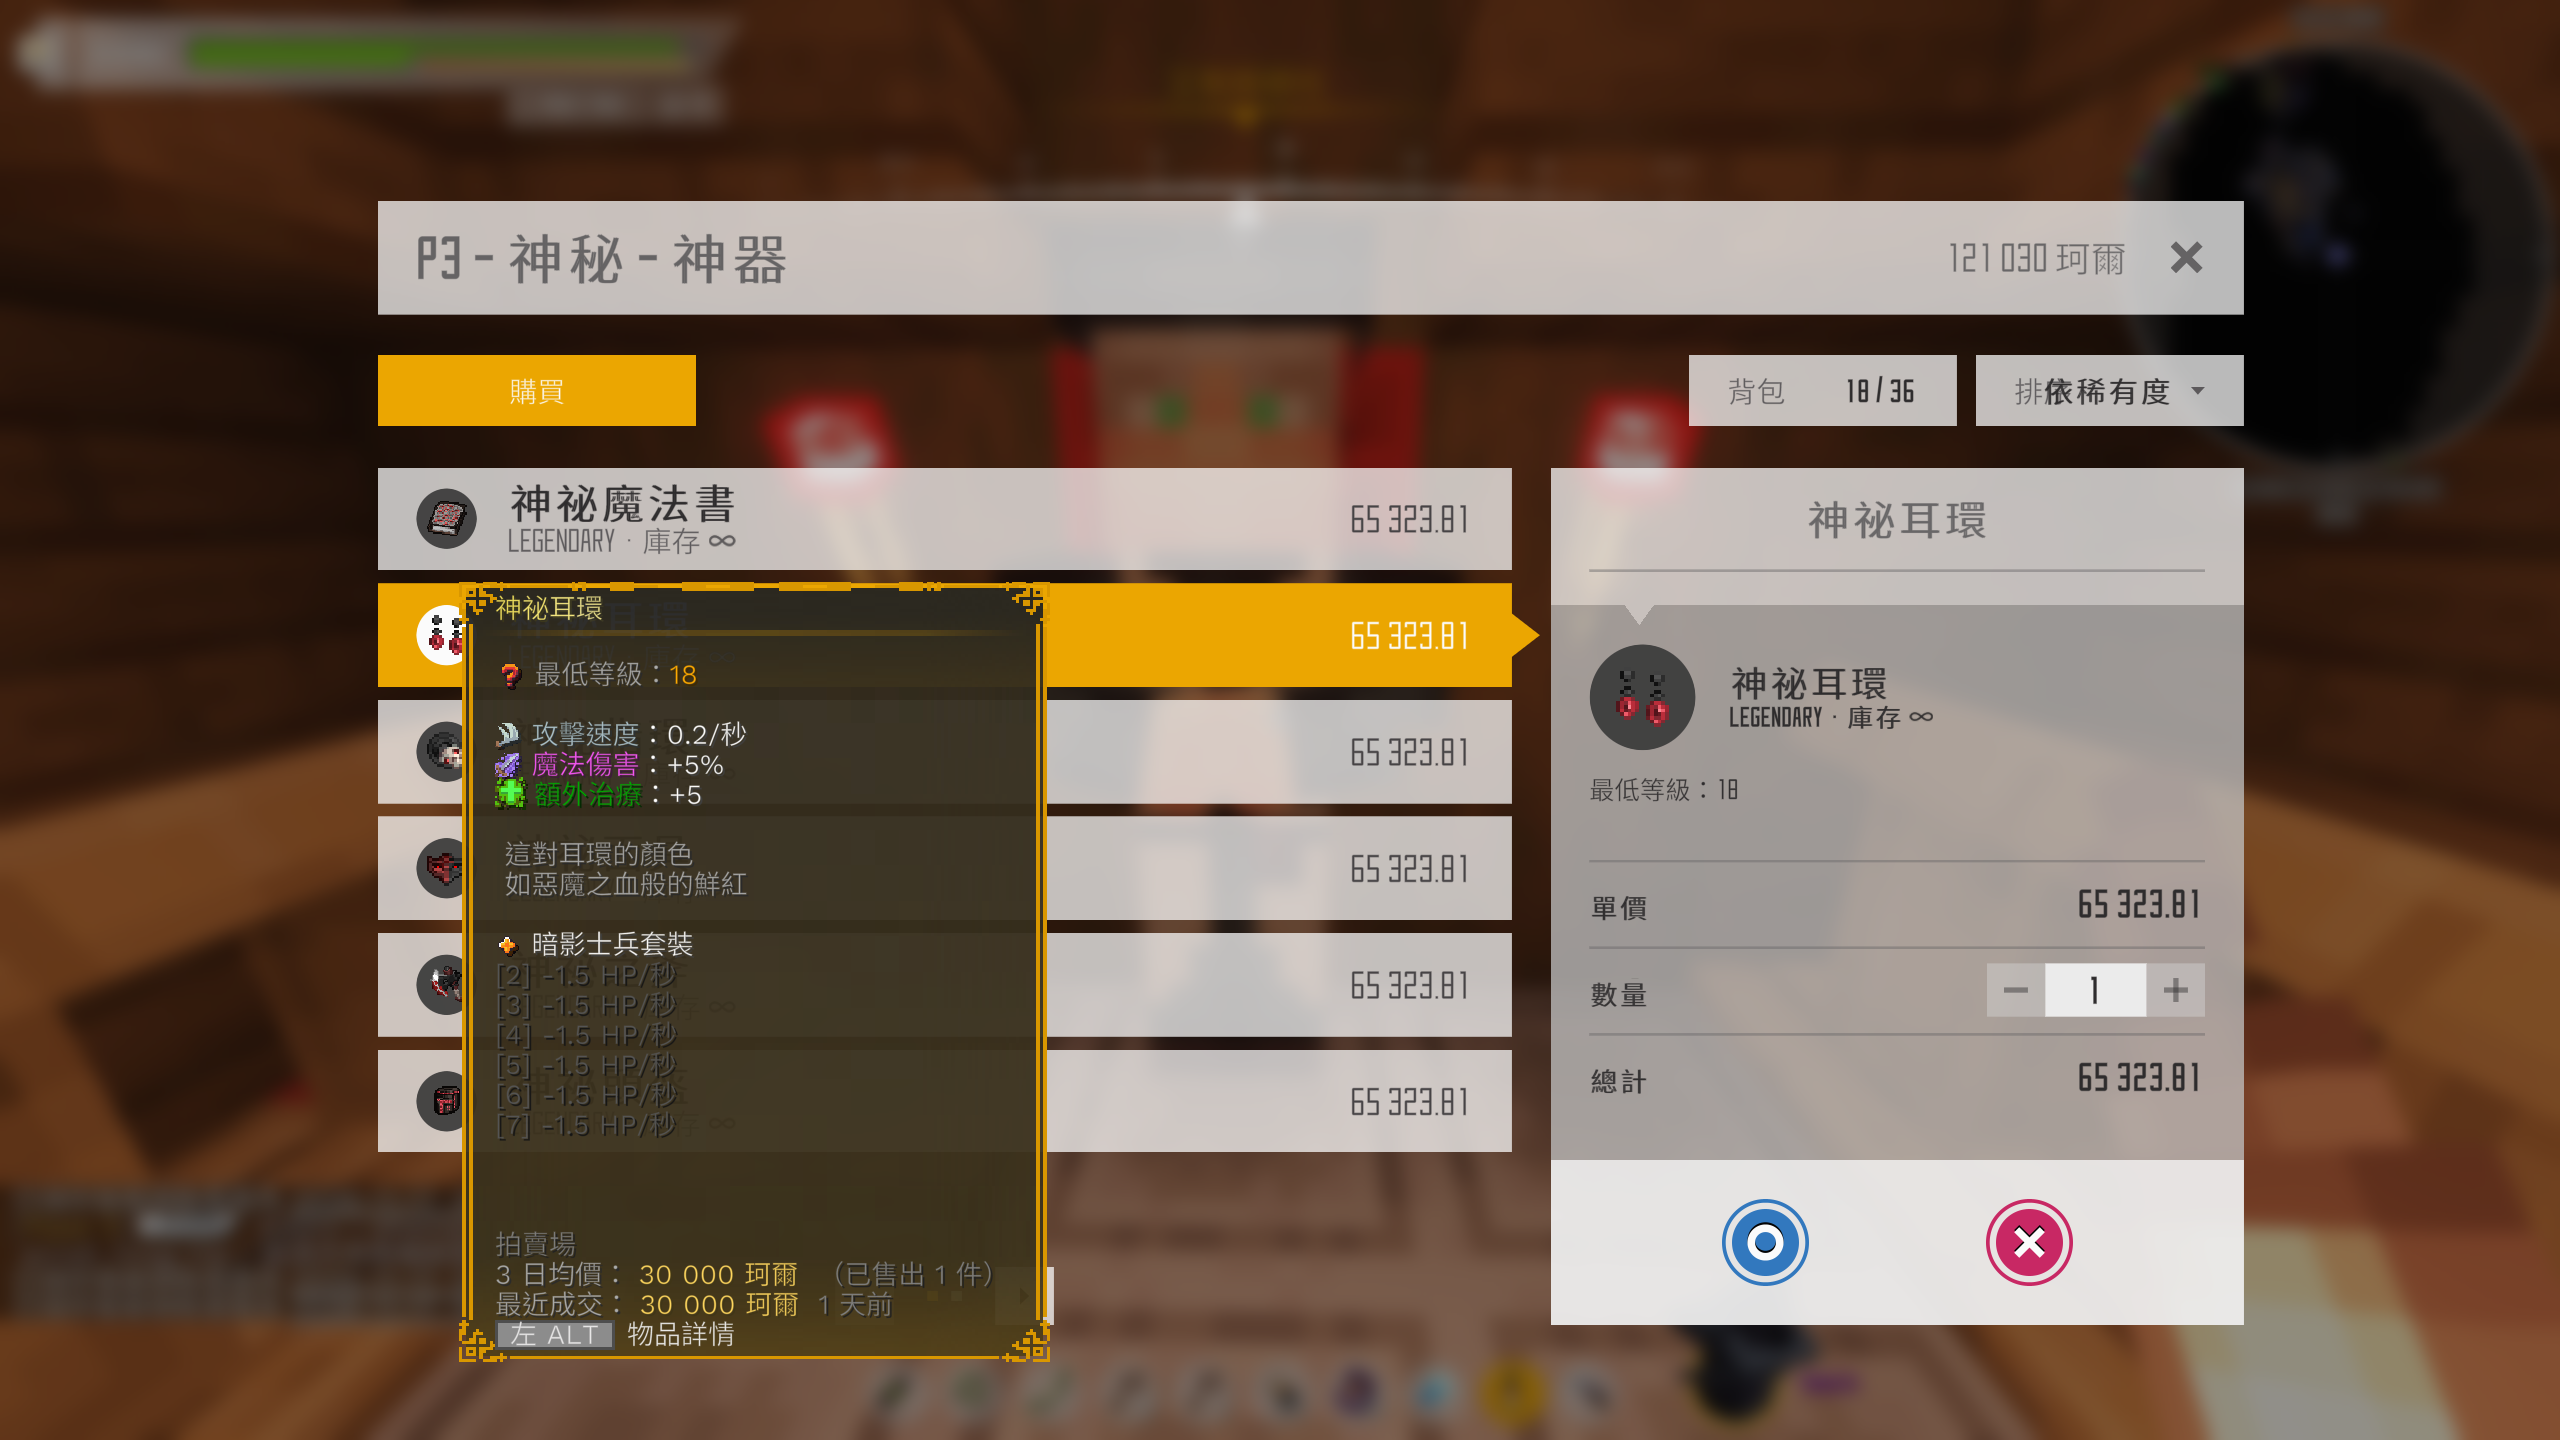 P3 - 神秘 - 神器
121 030 珂爾
購買
背包 18 / 36
排 依稀有度
神祕魔法書
LEGENDARY · 庫存 ∞
65 323.81
65 323.81
65 323.81
65 323.81
65 323.81
65 323.81
神祕耳環
最低等級：18
攻擊速度：0.2/秒
魔法傷害：+5%
額外治療：+5
這對耳環的顏色
如惡魔之血般的鮮紅
暗影士兵套裝
[2] -1.5 HP/秒
[3] -1.5 HP/秒
[4] -1.5 HP/秒
[5] -1.5 HP/秒
[6] -1.5 HP/秒
[7] -1.5 HP/秒
拍賣場
3 日均價： 30 000 珂爾 （已售出 1 件）
最近成交： 30 000 珂爾 1 天前
左 ALT 物品詳情
神祕耳環
神祕耳環
LEGENDARY · 庫存 ∞
最低等級：18
單價 65 323.81
數量 1
總計 65 323.81